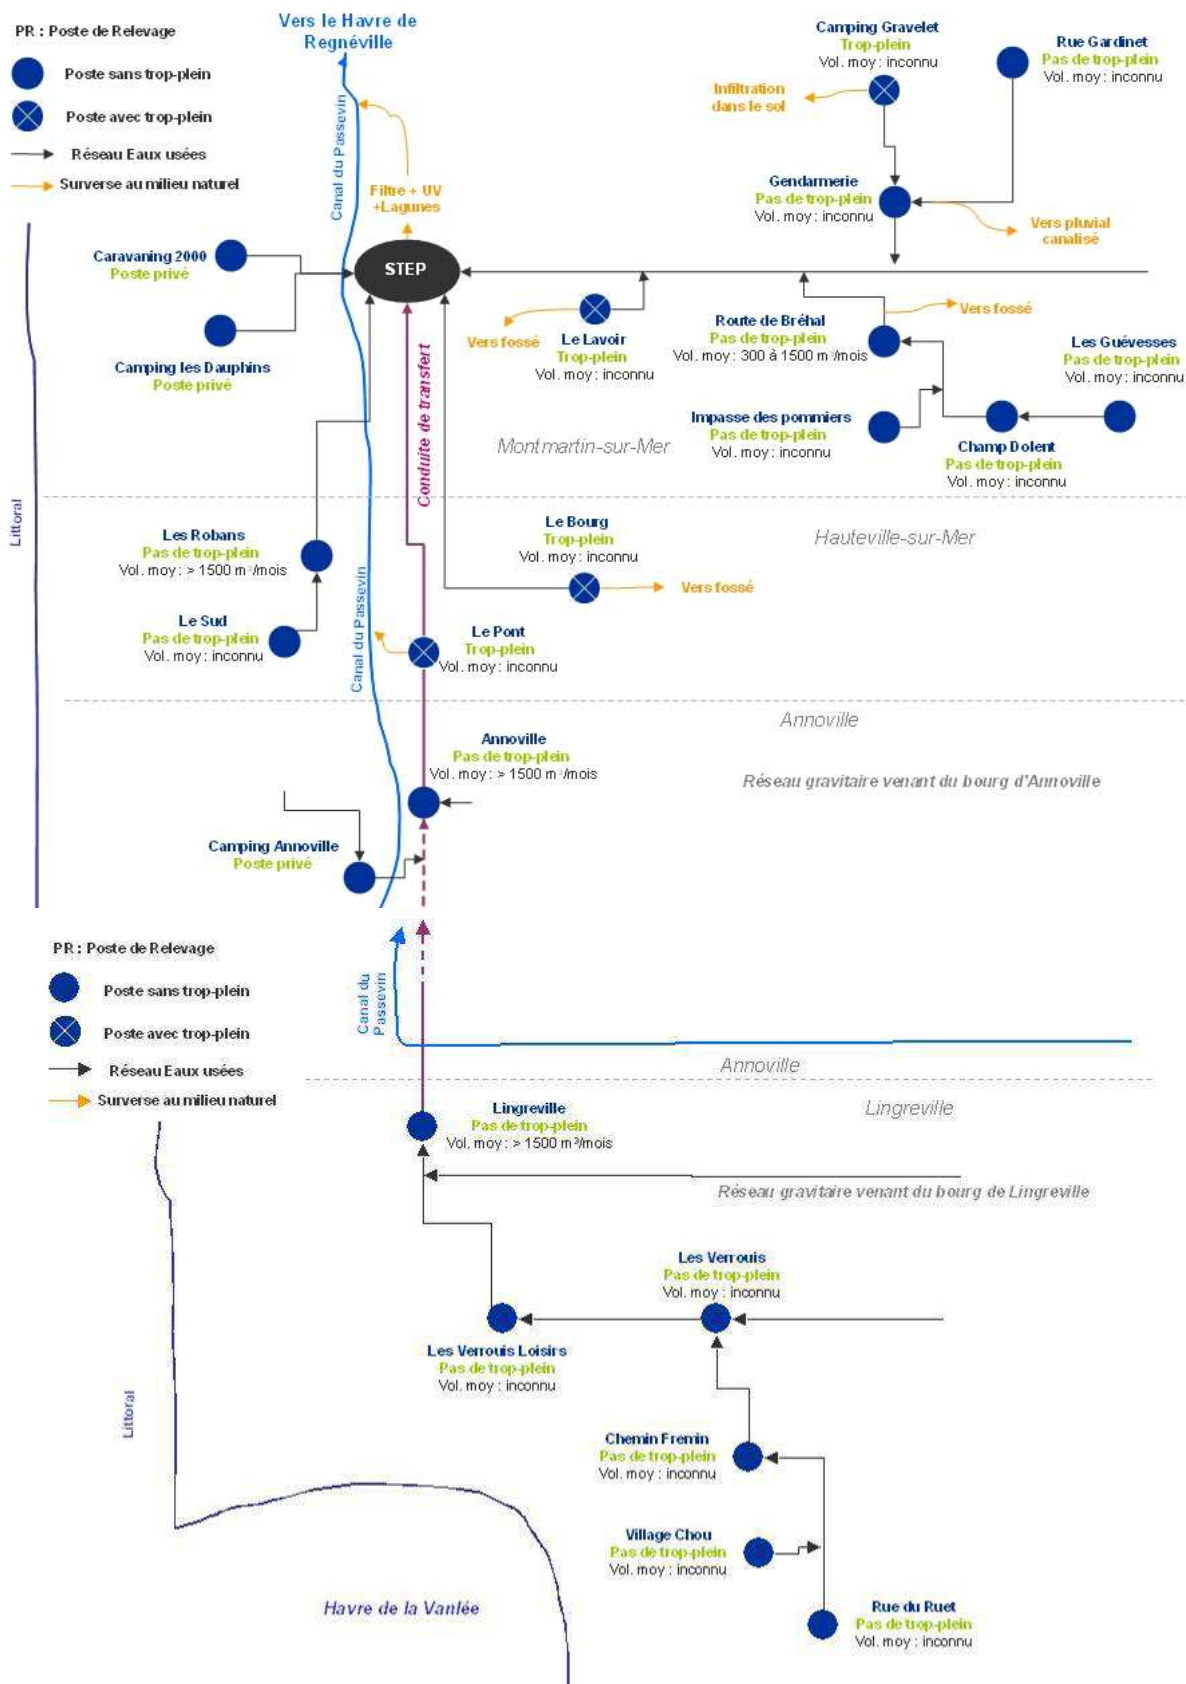 Vers le Havre de
Regnéville
PR : Poste de Relevage
Poste sans trop-plein
Poste avec trop-plein
Réseau Eaux usées
Surverse au milieu naturel
Canal du Passevin
Filtre + UV
+Lagunes
Camping Gravelet
Trop-plein
Vol. moy : inconnu
Rue Gardinet
Pas de trop-plein
Vol. moy : inconnu
Infiltration
dans le sol
Gendarmerie
Pas de trop-plein
Vol. moy : inconnu
Vers pluvial
canalisé
Caravaning 2000
Poste privé
STEP
Camping les Dauphins
Poste privé
Vers fossé
Le Lavoir
Trop-plein
Vol. moy : inconnu
Route de Bréhal
Pas de trop-plein
Vol. moy : 300 à 1500 m³/mois
Vers fossé
Les Guévesses
Pas de trop-plein
Vol. moy : inconnu
Impasse des pommiers
Pas de trop-plein
Vol. moy : inconnu
Champ Dolent
Pas de trop-plein
Vol. moy : inconnu
Conduite de transfert
Montmartin-sur-Mer
Littoral
Les Robans
Pas de trop-plein
Vol. moy : > 1500 m³/mois
Le Bourg
Trop-plein
Vol. moy : inconnu
Hauteville-sur-Mer
Vers fossé
Le Sud
Pas de trop-plein
Vol. moy : inconnu
Canal du Passevin
Le Pont
Trop-plein
Vol. moy : inconnu
Annoville
Annoville
Pas de trop-plein
Vol. moy : > 1500 m³/mois
Réseau gravitaire venant du bourg d'Annoville
Camping Annoville
Poste privé
PR : Poste de Relevage
Poste sans trop-plein
Poste avec trop-plein
Réseau Eaux usées
Surverse au milieu naturel
Canal du
Passevin
Annoville
Lingreville
Lingreville
Pas de trop-plein
Vol. moy : > 1500 m³/mois
Réseau gravitaire venant du bourg de Lingreville
Les Verrouis
Pas de trop-plein
Vol. moy : inconnu
Les Verrouis Loisirs
Pas de trop-plein
Vol. moy : inconnu
Littoral
Chemin Fremin
Pas de trop-plein
Vol. moy : inconnu
Village Chou
Pas de trop-plein
Vol. moy : inconnu
Havre de la Vanlée
Rue du Ruet
Pas de trop-plein
Vol. moy : inconnu